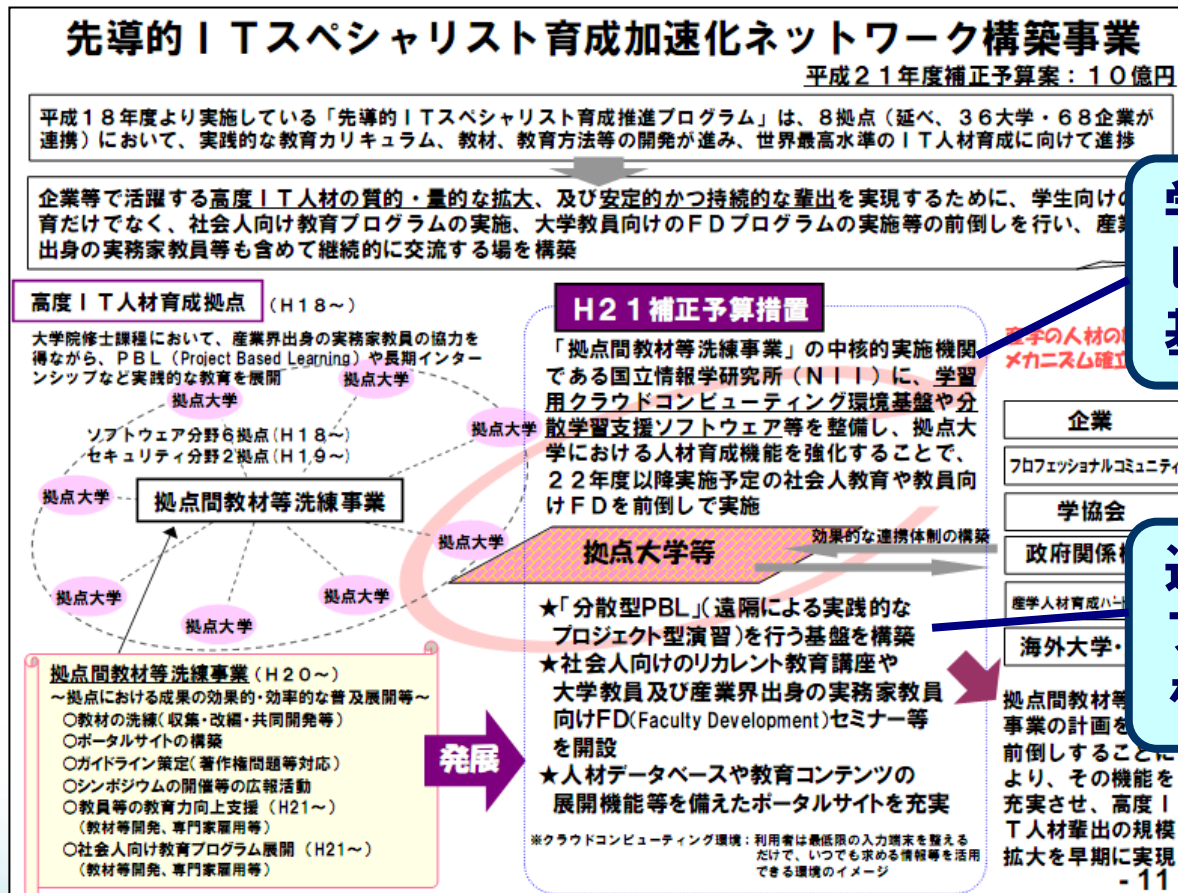 先導的ITスペシャリスト育成加速化ネットワーク構築事業
平成21年度補正予算案:10億円
平成18年度より実施している「先導的ITスペシャリスト育成推進プログラム」は、8拠点(延べ、36大学・68企業が
連携)において、実践的な教育カリキュラム、教材、教育方法等の開発が進み、世界最高水準のIT人材育成に向けて進捗
企業等で活躍する高度IT人材の質的・量的な拡大、及び安定的かつ持続的な輩出を実現するために、学生向けの
育だけでなく、社会人向け教育プログラムの実施、大学教員向けのFDプログラムの実施等の前倒しを行い、産業
出身の実務家教員等も含めて継続的に交流する場を構築
高度IT人材育成拠点 (H18~)
大学院修士課程において、産業界出身の実務家教員の協力を
得ながら、PBL(Project Based Learning)や長期インター
ンシップなど実践的な教育を展開
拠点大学
拠点大学
ソフトウェア分野6拠点(H18~)
セキュリティ分野2拠点(H19~)
拠点大学
拠点大学
拠点間教材等洗練事業
拠点大学
拠点大学
拠点大学
拠点大学
拠点間教材等洗練事業(H20~)
~拠点における成果の効果的・効率的な普及展開等~
○教材の洗練(収集・改編・共同開発等)
○ポータルサイトの構築
○ガイドライン策定(著作権問題等対応)
○シンポジウムの開催等の広報活動
○教員等の教育力向上支援(H21~)
(教材等開発、専門家雇用等)
○社会人向け教育プログラム展開(H21~)
(教材等開発、専門家雇用等)
発展
H21補正予算措置
「拠点間教材等洗練事業」の中核的実施機関
である国立情報学研究所(NII)に、学習
用クラウドコンピューティング環境基盤や分
散学習支援ソフトウェア等を整備し、拠点大
学における人材育成機能を強化することで、
22年度以降実施予定の社会人教育や教員向
けFDを前倒しで実施
拠点大学等
効果的な連携体制の構築
★「分散型PBL」(遠隔による実践的な
プロジェクト型演習)を行う基盤を構築
★社会人向けのリカレント教育講座や
大学教員及び産業界出身の実務家教員
向けFD(Faculty Development)セミナー等
を開設
★人材データベースや教育コンテンツの
展開機能等を備えたポータルサイトを充実
※クラウドコンピューティング環境:利用者は最低限の入力端末を整える
だけで、いつでも求める情報等を活用
できる環境のイメージ
産学の人材の
メカニズム確立
企業
プロフェッショナルコミュニティ
学協会
政府関係
産学人材育成パート
海外大学・
拠点間教材等
事業の計画を
前倒しすることに
より、その機能を
充実させ、高度I
T人材輩出の規模
拡大を早期に実現
- 11